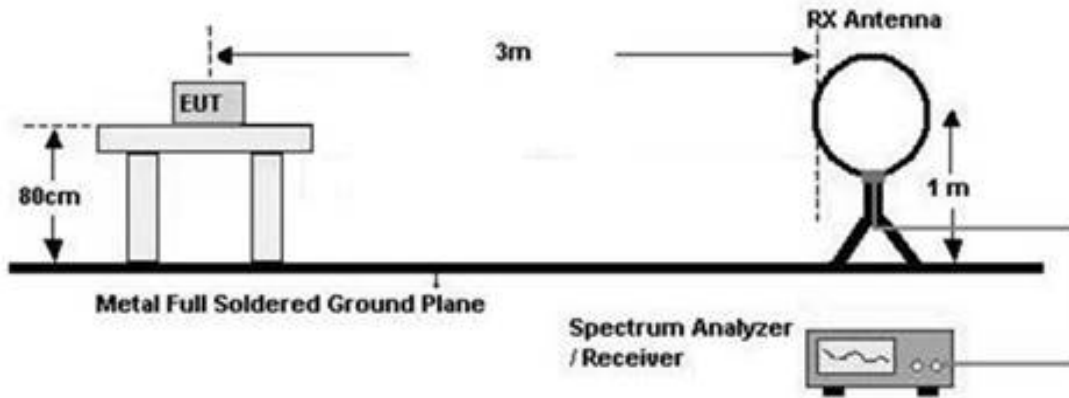 RX Antenna
3m
EUT
80cm
1 m
Metal Full Soldered Ground Plane
Spectrum Analyzer
/ Receiver